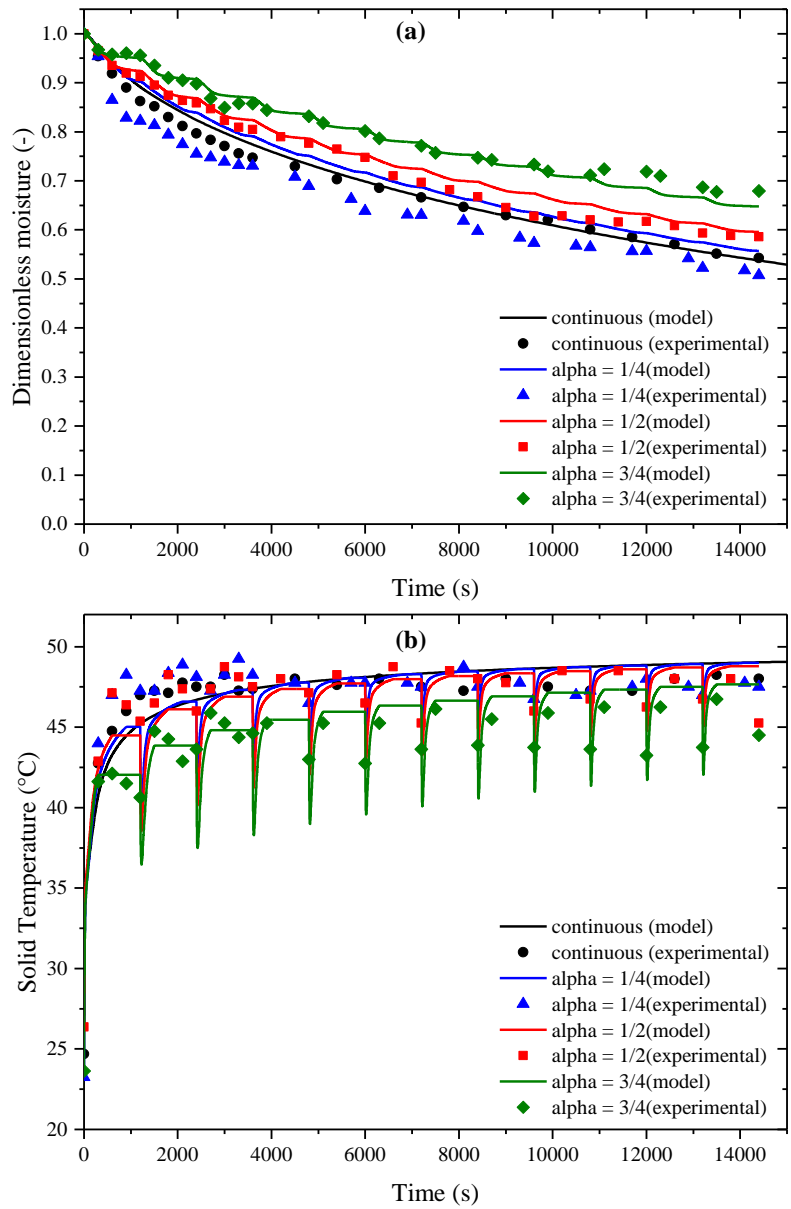 (a)
Dimensionless moisture (-)
1.0
0.9
0.8
0.7
0.6
0.5
0.4
0.3
0.2
0.1
0.0
continuous (model)
continuous (experimental)
alpha = 1/4(model)
alpha = 1/4(experimental)
alpha = 1/2(model)
alpha = 1/2(experimental)
alpha = 3/4(model)
alpha = 3/4(experimental)
0 2000 4000 6000 8000 10000 12000 14000
Time (s)
(b)
Solid Temperature (°C)
50
45
40
35
30
25
20
continuous (model)
continuous (experimental)
alpha = 1/4(model)
alpha = 1/4(experimental)
alpha = 1/2(model)
alpha = 1/2(experimental)
alpha = 3/4(model)
alpha = 3/4(experimental)
0 2000 4000 6000 8000 10000 12000 14000
Time (s)